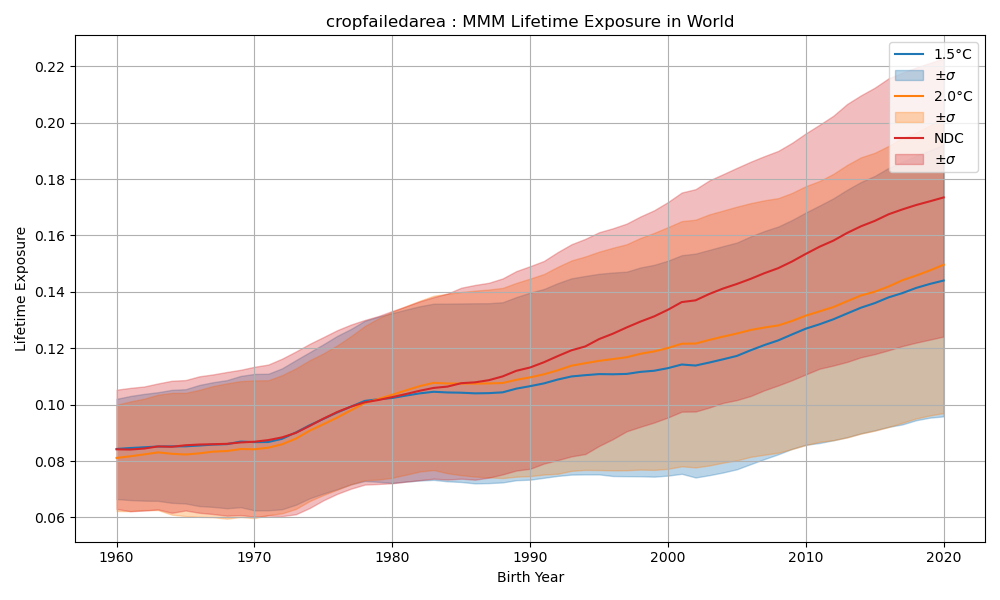 cropfailedarea : MMM Lifetime Exposure in World
1.5°C
±σ
2.0°C
±σ
NDC
±σ
Lifetime Exposure
0.22
0.20
0.18
0.16
0.14
0.12
0.10
0.08
0.06
1960 1970 1980 1990 2000 2010 2020
Birth Year